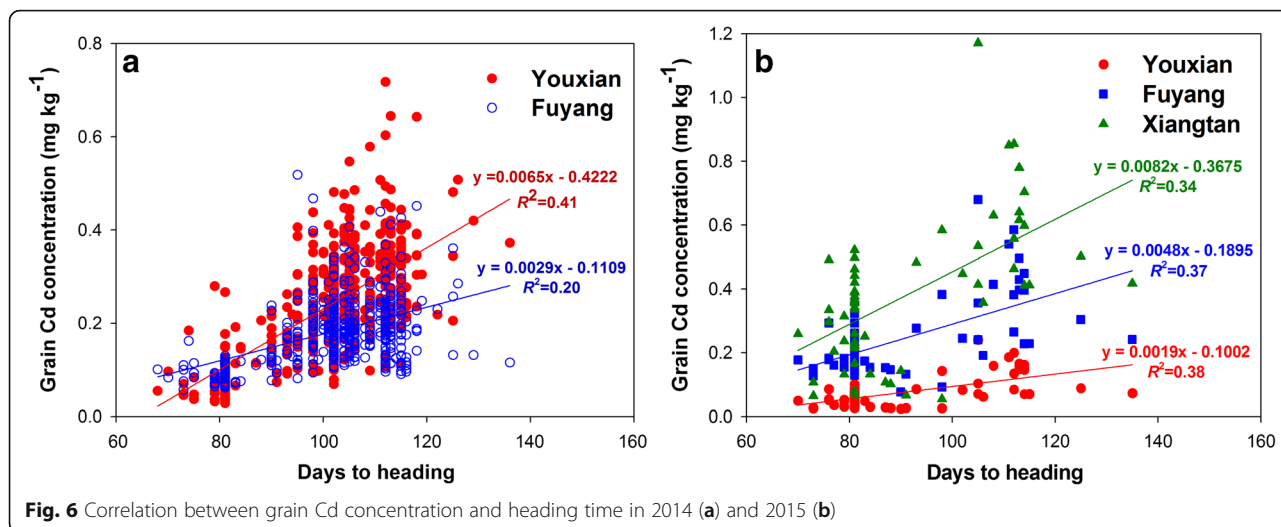 a
Youxian
Fuyang
y =0.0065x - 0.4222
R²=0.41
y = 0.0029x - 0.1109
R²=0.20
Grain Cd concentration (mg kg⁻¹)
0.8
0.6
0.4
0.2
0.0
60 80 100 120 140 160
Days to heading
b
Youxian
Fuyang
Xiangtan
y =0.0082x - 0.3675
R²=0.34
y = 0.0048x - 0.1895
R²=0.37
y = 0.0019x - 0.1002
R²=0.38
Grain Cd concentration (mg kg⁻¹)
1.2
1.0
0.8
0.6
0.4
0.2
0.0
60 80 100 120 140 160
Days to heading
Fig. 6 Correlation between grain Cd concentration and heading time in 2014 (a) and 2015 (b)